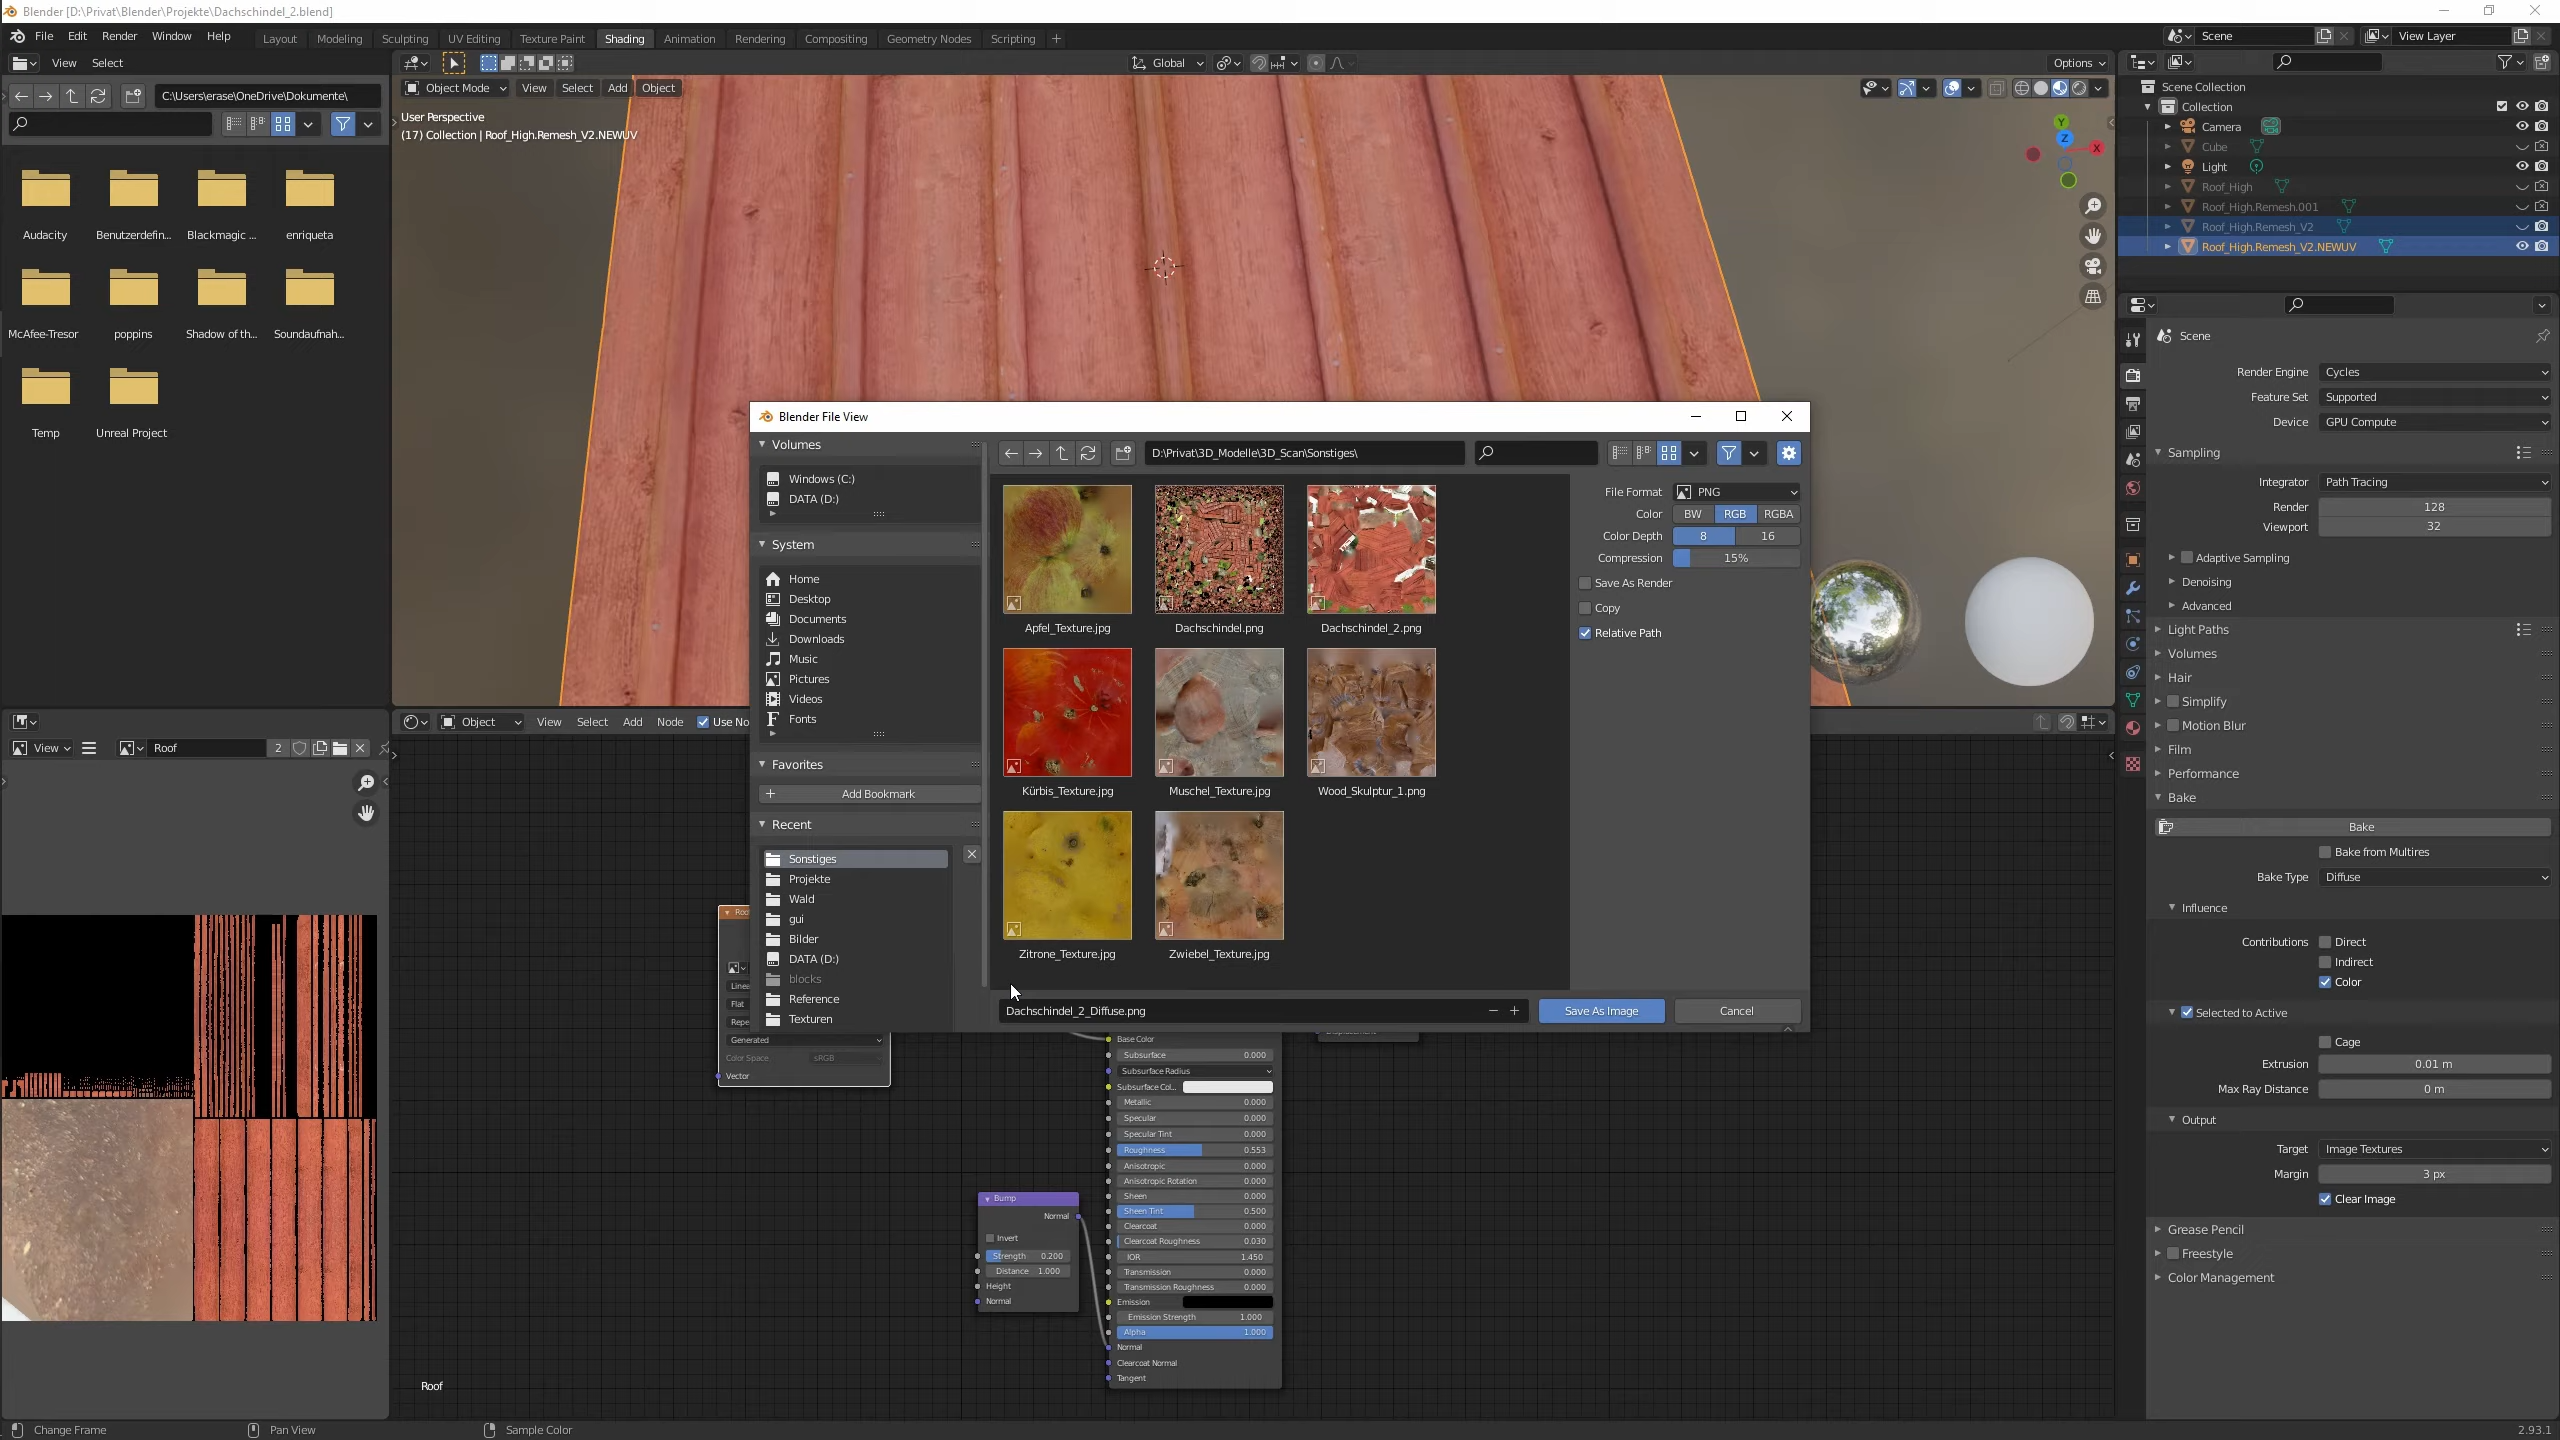 Blender [D:\Privat\Blender\Projekte\Dachschindel_2.blend]
File Edit Render Window Help
Layout Modeling Sculpting UV Editing Texture Paint Shading Animation Rendering Compositing Geometry Nodes Scripting +
Scene
View Layer
View Select
Global
Options
C:\Users\erase\OneDrive\Dokumente\
Object Mode View Select Add Object
User Perspective
(17) Collection | Roof_High.Remesh_V2.NEWUV
Audacity Benutzerdefin... Blackmagic ... enriqueta
McAfee-Tresor poppins Shadow of th... Soundaufnah...
Temp Unreal Project
Y
Z
X
Scene Collection
Collection
Camera
Cube
Light
Roof_High
Roof_High.Remesh.001
Roof_High.Remesh_V2
Roof_High.Remesh_V2.NEWUV
Blender File View
Volumes
Windows (C:)
DATA (D:)
System
Home
Desktop
Documents
Downloads
Music
Pictures
Videos
Fonts
Favorites
Add Bookmark
Recent
Sonstiges
Projekte
Wald
gui
Bilder
DATA (D:)
blocks
Reference
Texturen
D:\Privat\3D_Modelle\3D_Scan\Sonstiges\
Apfel_Texture.jpg Dachschindel.png Dachschindel_2.png
Kürbis_Texture.jpg Muschel_Texture.jpg Wood_Skulptur_1.png
Zitrone_Texture.jpg Zwiebel_Texture.jpg
File Format PNG
Color BW RGB RGBA
Color Depth 8 16
Compression 15%
Save As Render
Copy
Relative Path
Dachschindel_2_Diffuse.png
Save As Image
Cancel
View Roof 2
Object View Select Add Node Use No
Roo
Linea
Flat
Repe
Generated
Color Space sRGB
Vector
Bump
Normal
Invert
Strength 0.200
Distance 1.000
Height
Normal
Base Color
Subsurface 0.000
Subsurface Radius
Subsurface Col...
Metallic 0.000
Specular 0.000
Specular Tint 0.000
Roughness 0.553
Anisotropic 0.000
Anisotropic Rotation 0.000
Sheen 0.000
Sheen Tint 0.500
Clearcoat 0.000
Clearcoat Roughness 0.030
IOR 1.450
Transmission 0.000
Transmission Roughness 0.000
Emission
Emission Strength 1.000
Alpha 1.000
Normal
Clearcoat Normal
Tangent
Roof
Scene
Render Engine Cycles
Feature Set Supported
Device GPU Compute
Sampling
Integrator Path Tracing
Render 128
Viewport 32
Adaptive Sampling
Denoising
Advanced
Light Paths
Volumes
Hair
Simplify
Motion Blur
Film
Performance
Bake
Bake
Bake from Multires
Bake Type Diffuse
Influence
Contributions Direct
Indirect
Color
Selected to Active
Cage
Extrusion 0.01 m
Max Ray Distance 0 m
Output
Target Image Textures
Margin 3 px
Clear Image
Grease Pencil
Freestyle
Color Management
Change Frame Pan View Sample Color
2.93.1